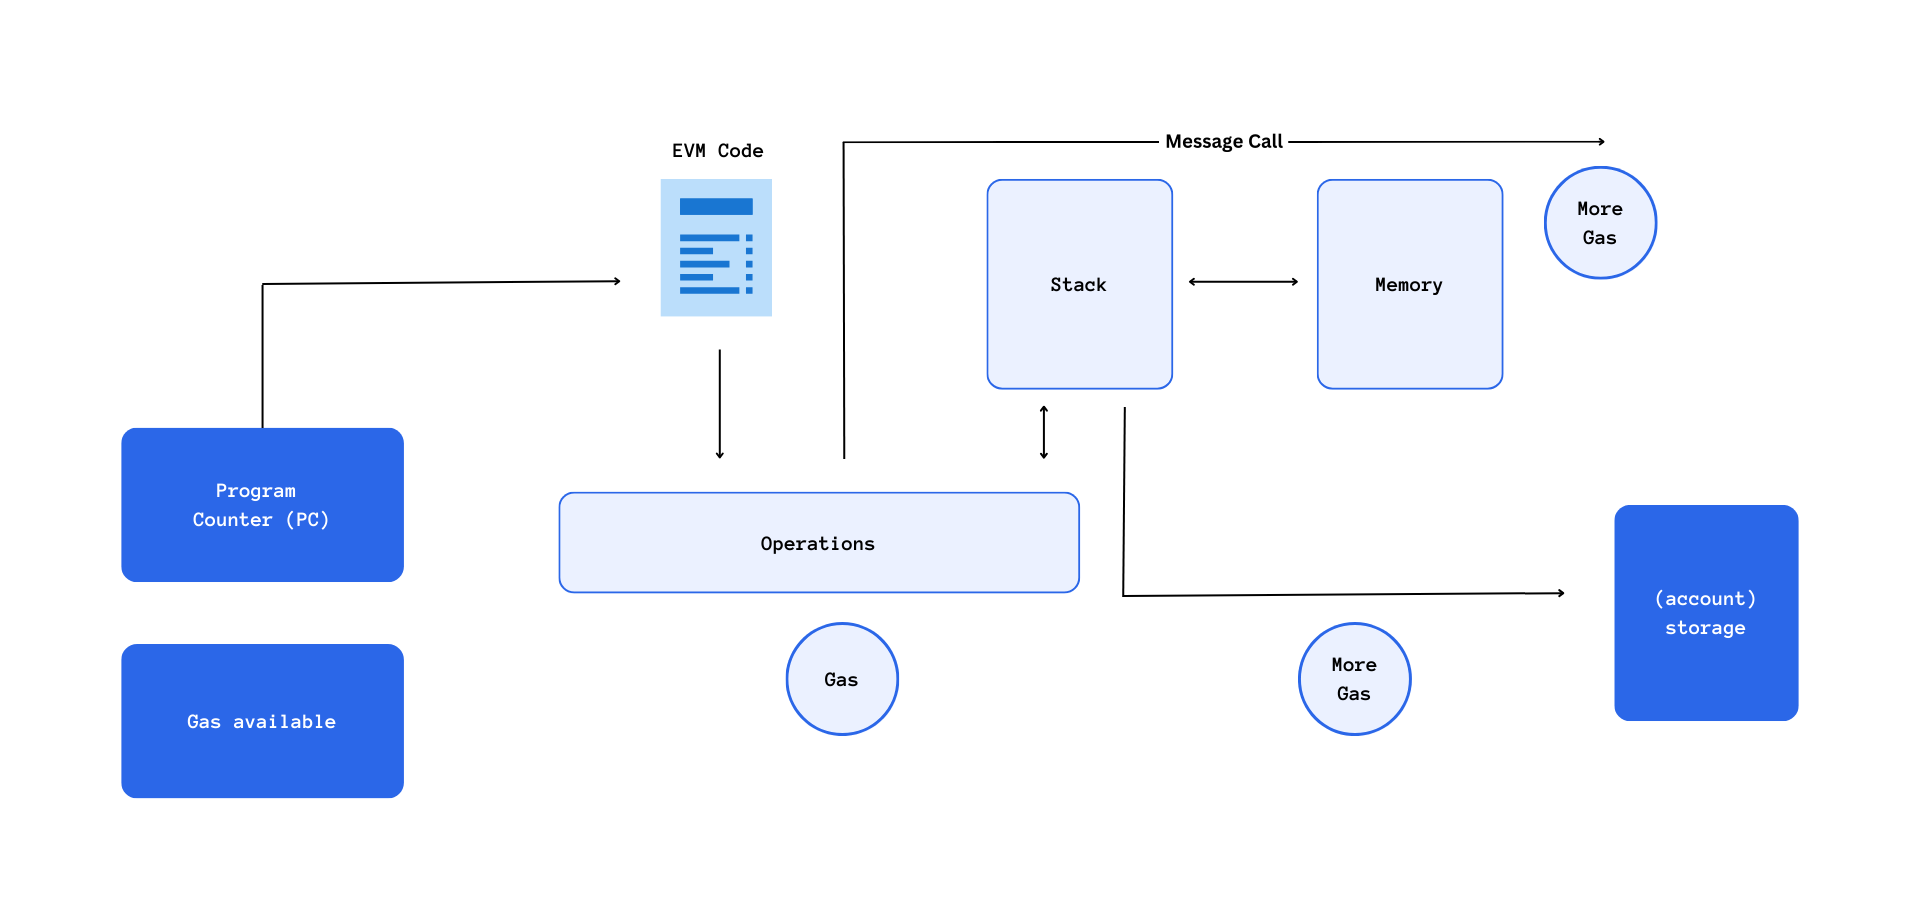 EVM Code
Message Call
More
Gas
Stack
Memory
Program
Counter (PC)
Operations
(account)
storage
Gas
More
Gas
Gas available